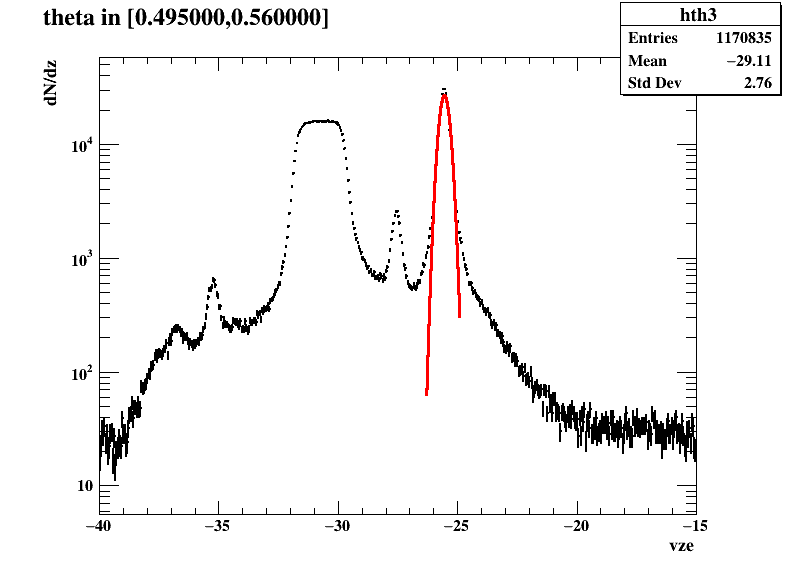 theta in [0.495000,0.560000]
hth3
Entries 1170835
Mean −29.11
Std Dev 2.76
dN/dz
10⁴
10³
10²
10
−40 −35 −30 −25 −20 −15
vze